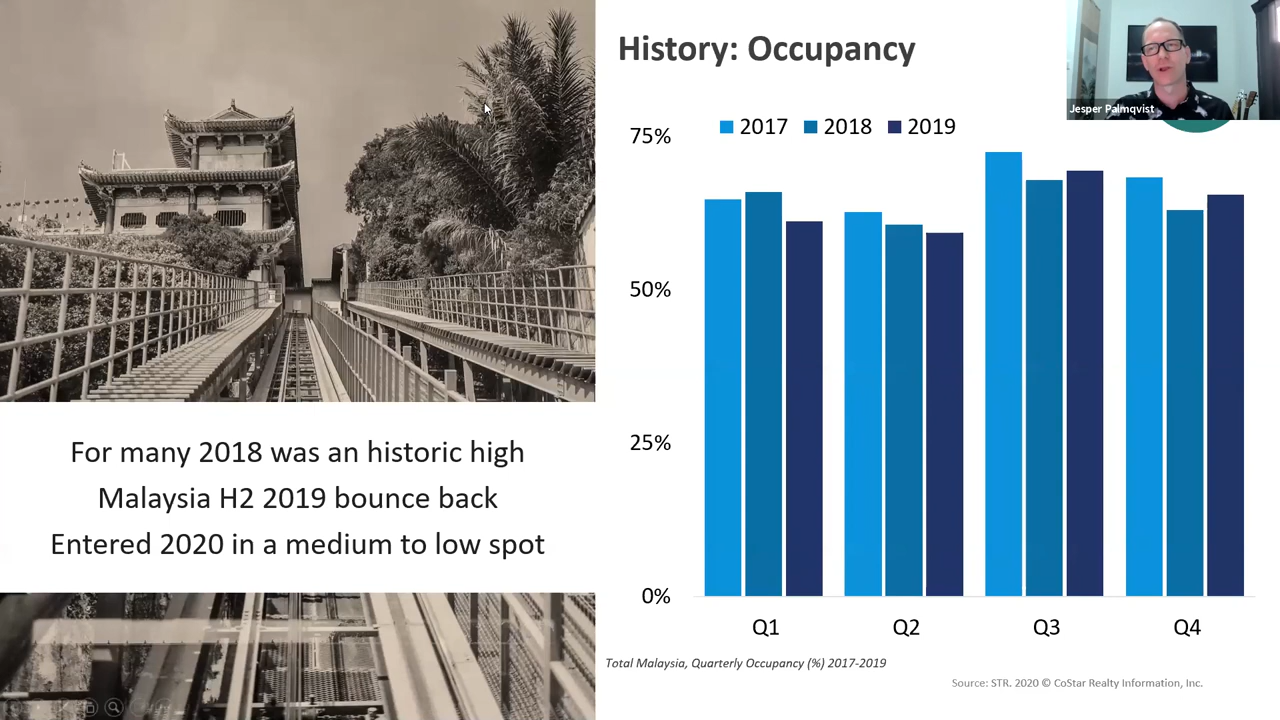 History: Occupancy
Jesper Palmqvist
2017 2018 2019
75%
50%
25%
0%
Q1 Q2 Q3 Q4
For many 2018 was an historic high
Malaysia H2 2019 bounce back
Entered 2020 in a medium to low spot
Total Malaysia, Quarterly Occupancy (%) 2017-2019
Source: STR. 2020 © CoStar Realty Information, Inc.